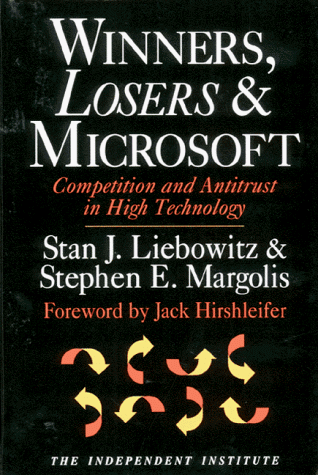 WINNERS,
LOSERS &
MICROSOFT
Competition and Antitrust
in High Technology
Stan J. Liebowitz &
Stephen E. Margolis
Foreword by Jack Hirshleifer
THE INDEPENDENT INSTITUTE